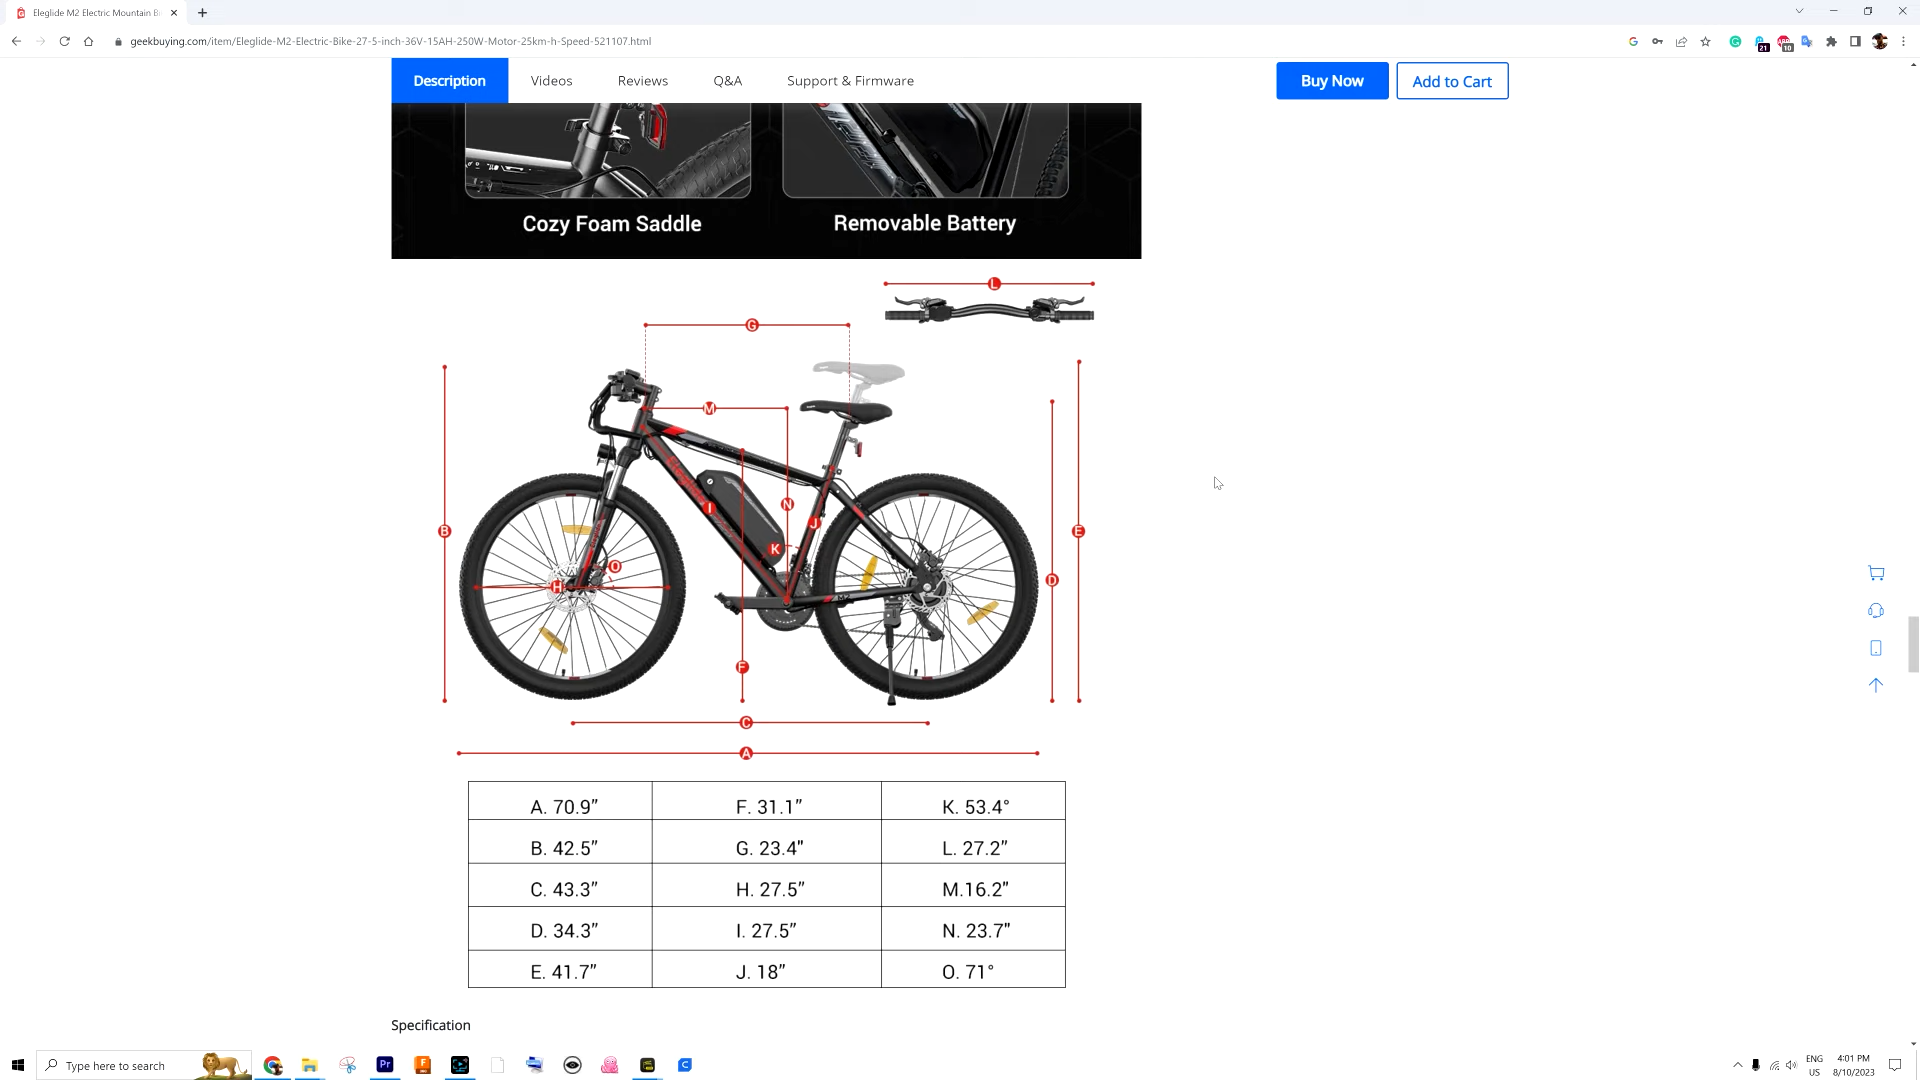 Eleglide M2 Electric Mountain Bi
geekbuying.com/item/Eleglide-M2-Electric-Bike-27-5-inch-36V-15AH-250W-Motor-25km-h-Speed-521107.html
21
10
Description
Videos
Reviews
Q&A
Support & Firmware
Buy Now
Add to Cart
Cozy Foam Saddle
Removable Battery
L
G
M
B
I
N
J
K
E
O
H
D
M2
F
C
A
A. 70.9”
F. 31.1”
K. 53.4°
B. 42.5”
G. 23.4"
L. 27.2”
C. 43.3”
H. 27.5”
M.16.2"
D. 34.3”
I. 27.5”
N. 23.7"
E. 41.7”
J. 18”
O. 71°
Specification
Type here to search
Pr
F
C
ENG
US
4:01 PM
8/10/2023